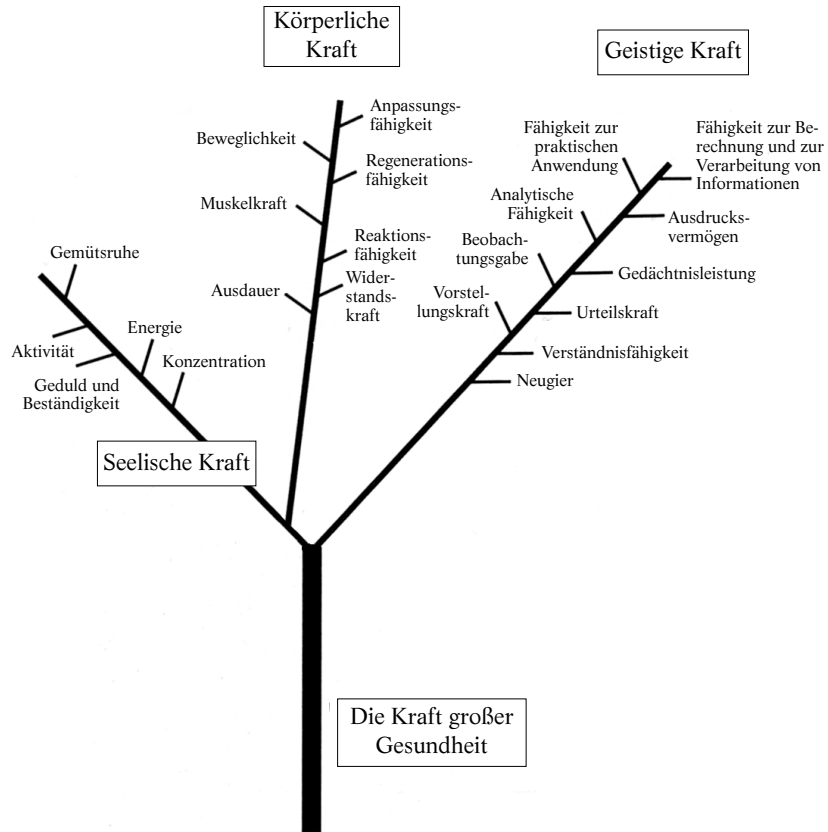 Körperliche
Kraft
Geistige Kraft
Anpassungs-
fähigkeit
Beweglichkeit
Regenerations-
fähigkeit
Muskelkraft
Reaktions-
fähigkeit
Wider-
stands-
kraft
Ausdauer
Fähigkeit zur
praktischen
Anwendung
Fähigkeit zur Be-
rechnung und zur
Verarbeitung von
Informationen
Analytische
Fähigkeit
Ausdrucks-
vermögen
Beobach-
tungsgabe
Gedächtnisleistung
Vorstel-
lungskraft
Urteilskraft
Verständnisfähigkeit
Neugier
Gemütsruhe
Aktivität
Energie
Geduld und
Beständigkeit
Konzentration
Seelische Kraft
Die Kraft großer
Gesundheit